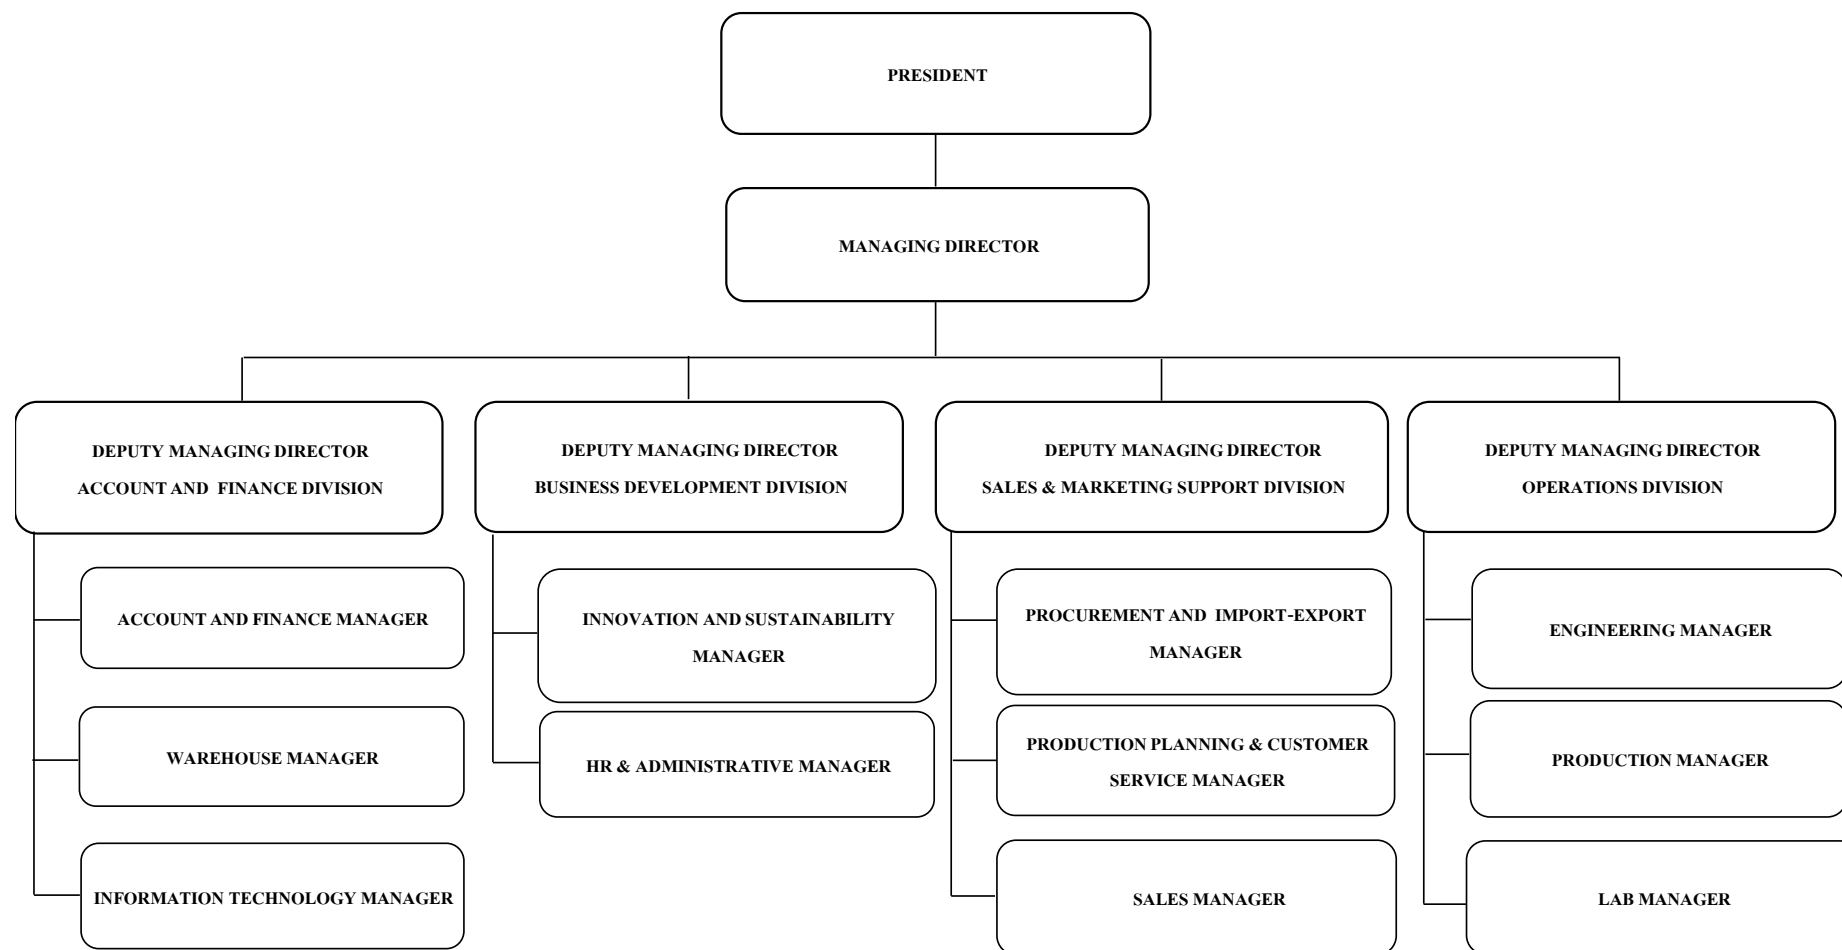 PRESIDENT
MANAGING DIRECTOR
DEPUTY MANAGING DIRECTOR
ACCOUNT AND FINANCE DIVISION
ACCOUNT AND FINANCE MANAGER
WAREHOUSE MANAGER
INFORMATION TECHNOLOGY MANAGER
DEPUTY MANAGING DIRECTOR
BUSINESS DEVELOPMENT DIVISION
INNOVATION AND SUSTAINABILITY
MANAGER
HR & ADMINISTRATIVE MANAGER
DEPUTY MANAGING DIRECTOR
SALES & MARKETING SUPPORT DIVISION
PROCUREMENT AND IMPORT-EXPORT
MANAGER
PRODUCTION PLANNING & CUSTOMER
SERVICE MANAGER
SALES MANAGER
DEPUTY MANAGING DIRECTOR
OPERATIONS DIVISION
ENGINEERING MANAGER
PRODUCTION MANAGER
LAB MANAGER